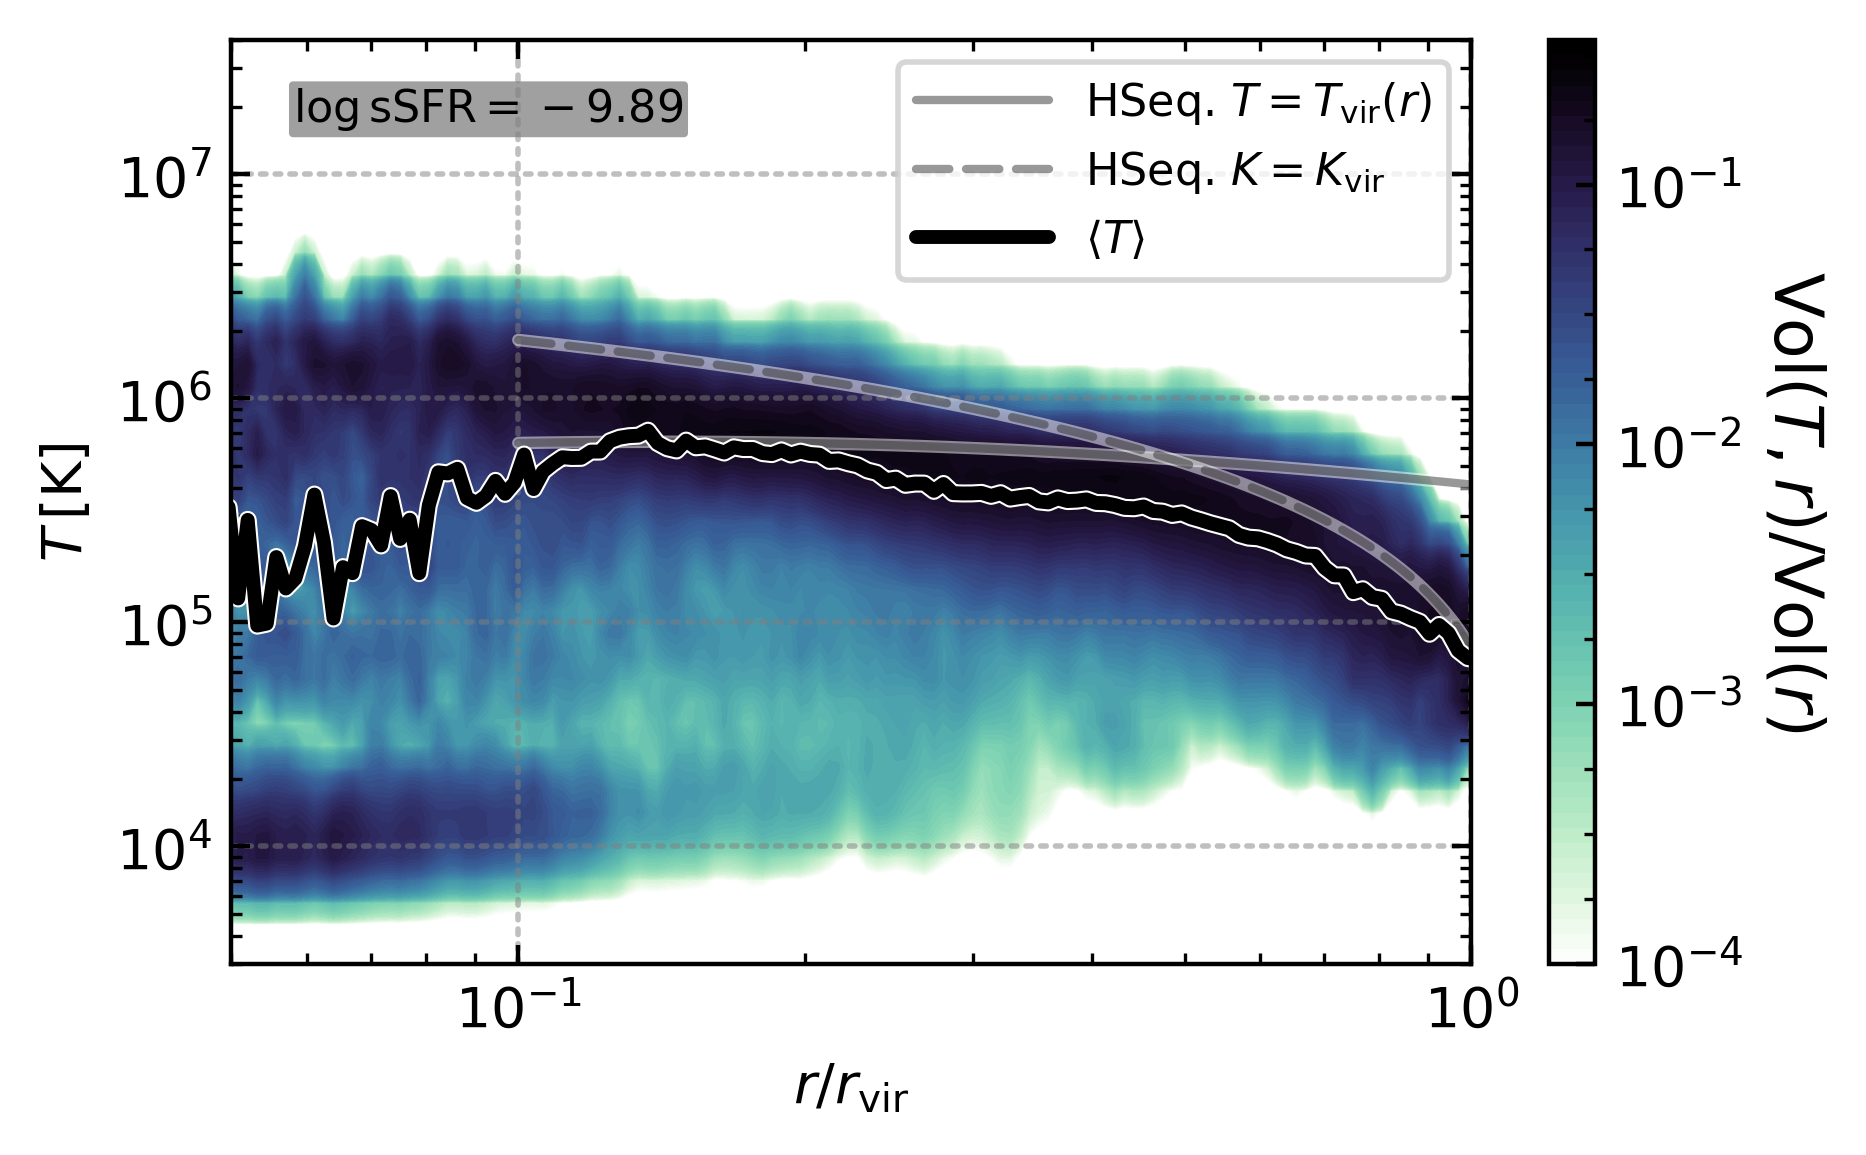 log sSFR = −9.89
HSeq. T = T_vir(r)
HSeq. K = K_vir
⟨T⟩
10^7
10^6
10^5
10^4
T [K]
10^−1
10^0
r/r_vir
10^−1
10^−2
10^−3
10^−4
Vol(T, r)/Vol(r)